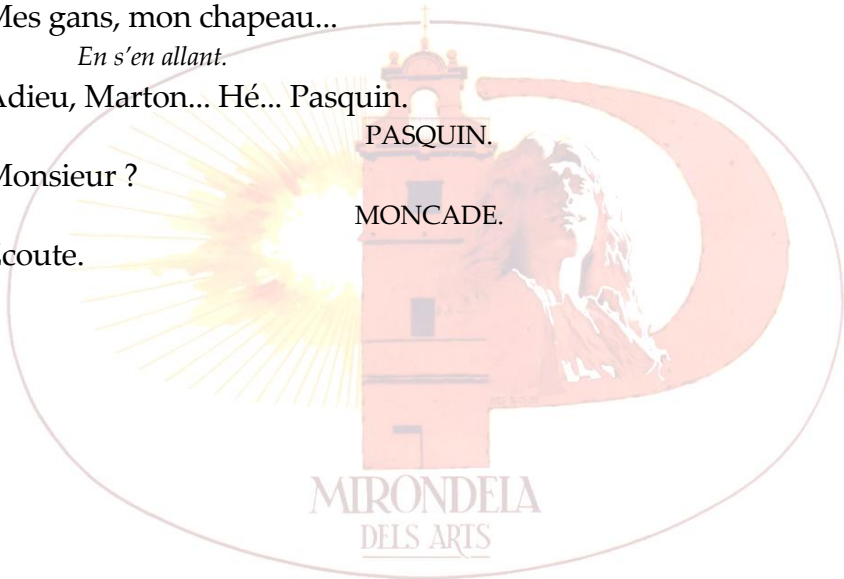 Mes gans, mon chapeau...
En s'en allant.
Adieu, Marton... Hé... Pasquin.
PASQUIN.
Monsieur ?
MONCADE.
Écoute.
MIRONDELA
DELS ARTS